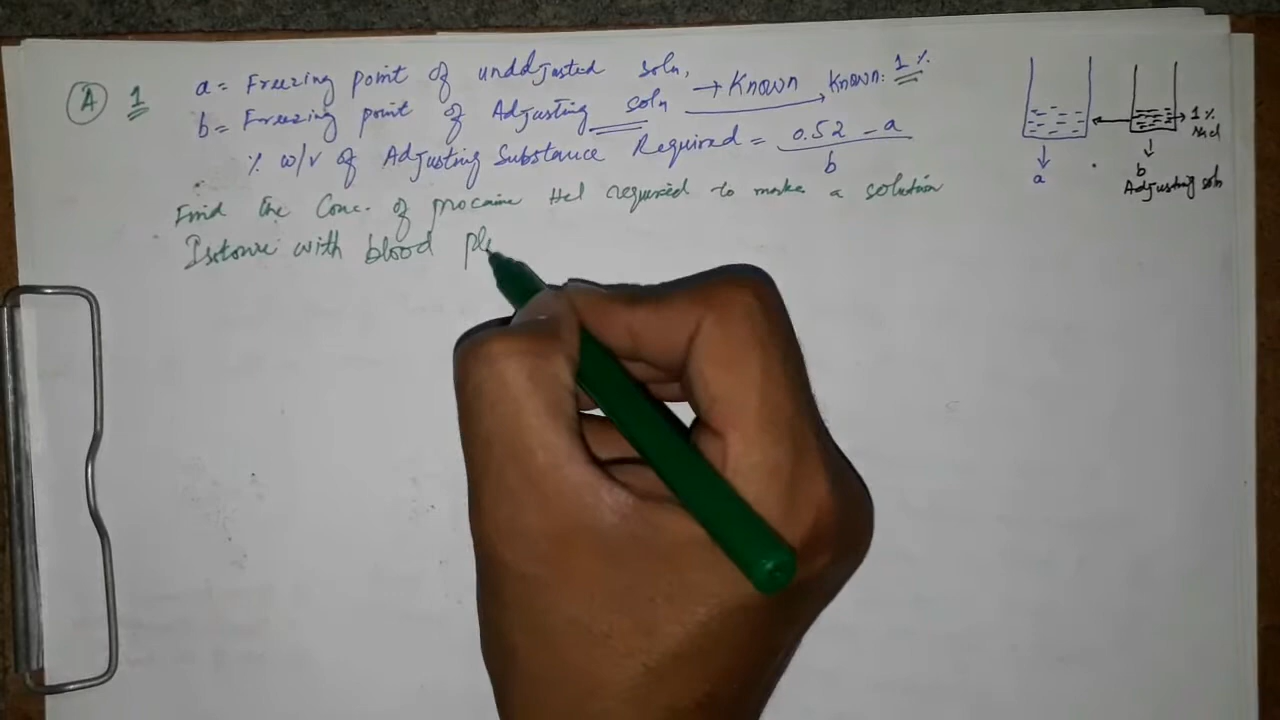 A 1
a = Freezing point of unadjusted soln,
b = Freezing point of Adjusting soln → Known Known: 1 %
% w/v of Adjusting Substance Required = 0.52 - a / b
Find the Conc. of procaine Hcl required to make a solution
Isotonic with blood pl
1 % Nacl
a
b
Adjusting soln